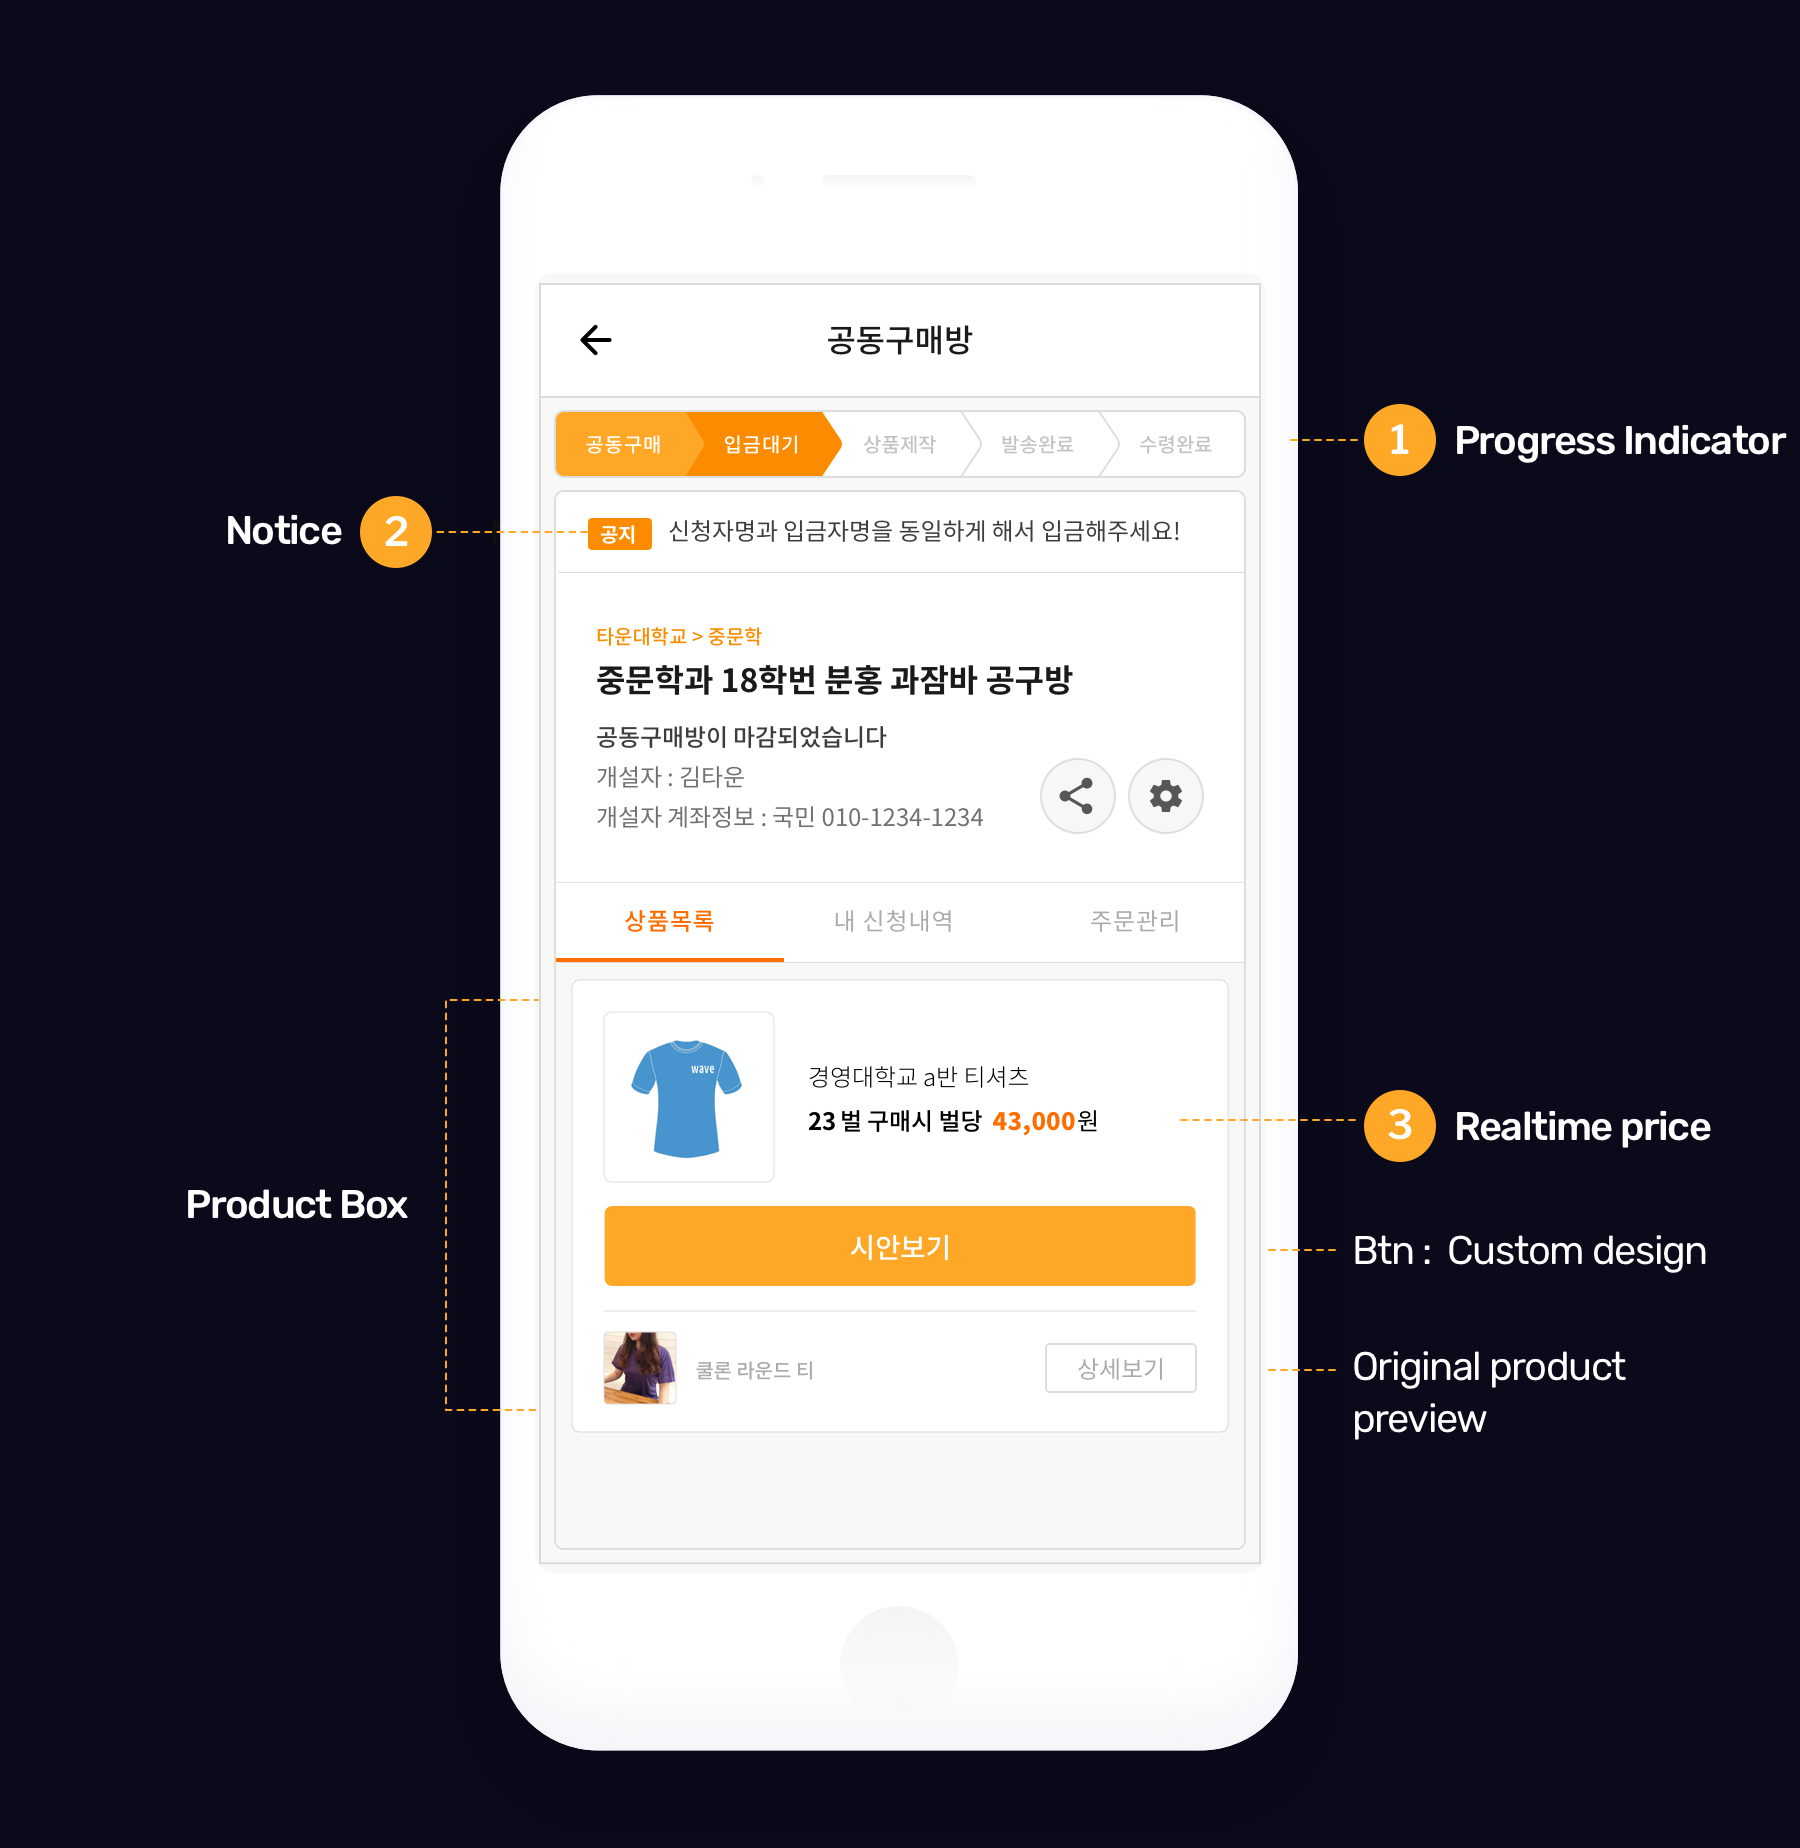 공동구매방
공동구매 입금대기 상품제작 발송완료 수령완료
1 Progress Indicator
Notice 2
공지 신청자명과 입금자명을 동일하게 해서 입금해주세요!
타운대학교 > 중문학
중문학과 18학번 분홍 과잠바 공구방
공동구매방이 마감되었습니다
개설자 : 김타운
개설자 계좌정보 : 국민 010-1234-1234
상품목록 내 신청내역 주문관리
wave
경영대학교 a반 티셔츠
23 벌 구매시 벌당 43,000원
3 Realtime price
Product Box
시안보기
Btn : Custom design
쿨론 라운드 티 상세보기
Original product
preview